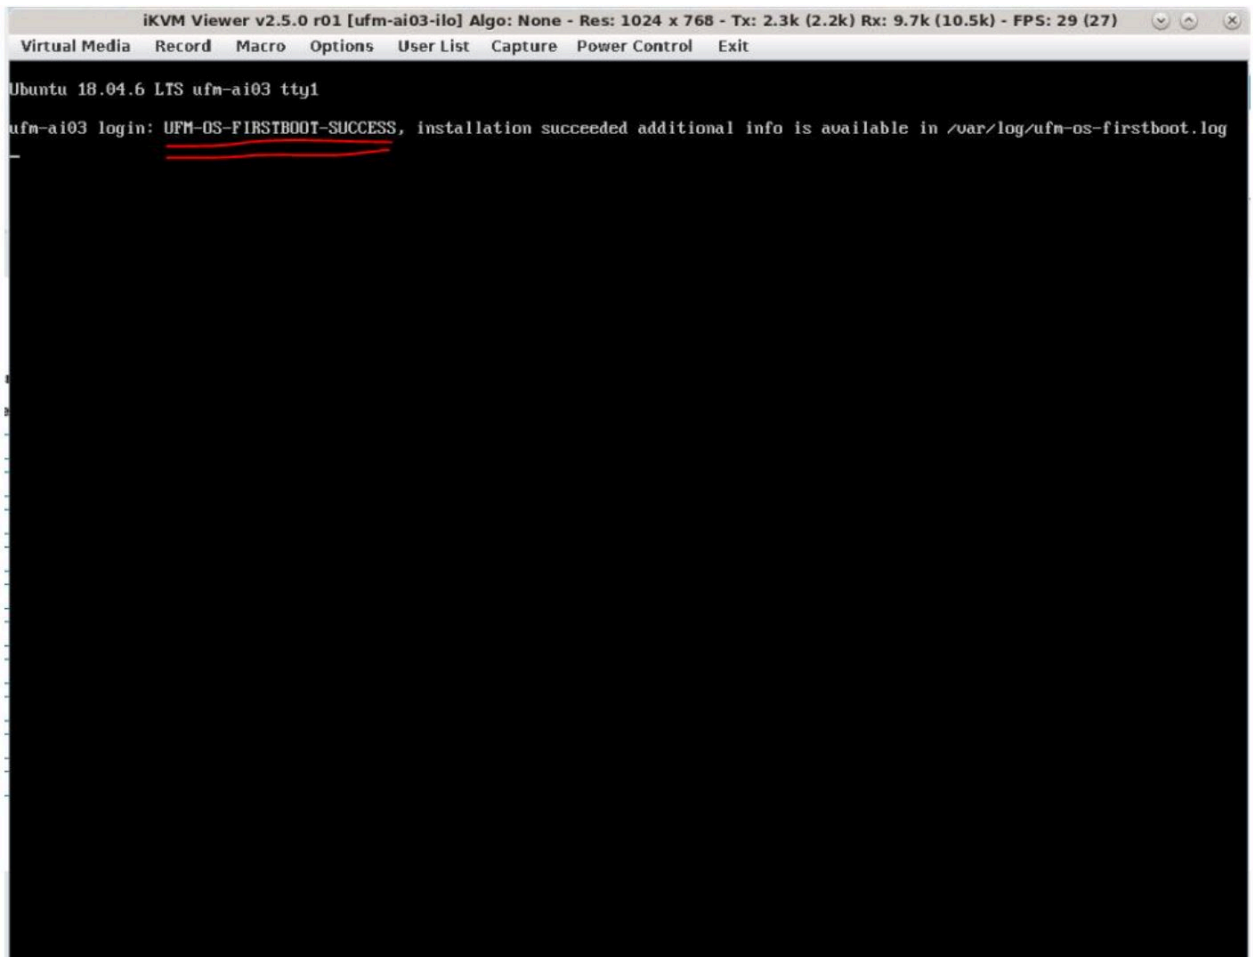 iKVM Viewer v2.5.0 r01 [ufm-ai03-ilo] Algo: None - Res: 1024 x 768 - Tx: 2.3k (2.2k) Rx: 9.7k (10.5k) - FPS: 29 (27)
Virtual Media Record Macro Options User List Capture Power Control Exit
Ubuntu 18.04.6 LTS ufm-ai03 tty1
ufm-ai03 login: UFM-OS-FIRSTBOOT-SUCCESS, installation succeeded additional info is available in /var/log/ufm-os-firstboot.log